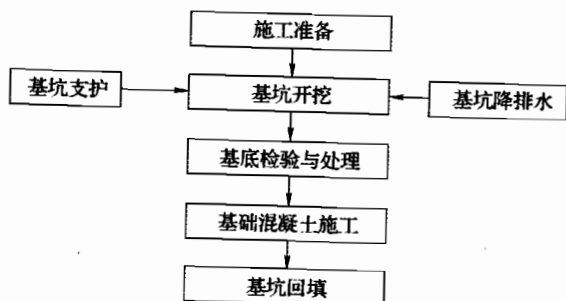 施工准备
基坑支护
基坑开挖
基坑降排水
基底检验与处理
基础混凝土施工
基坑回填